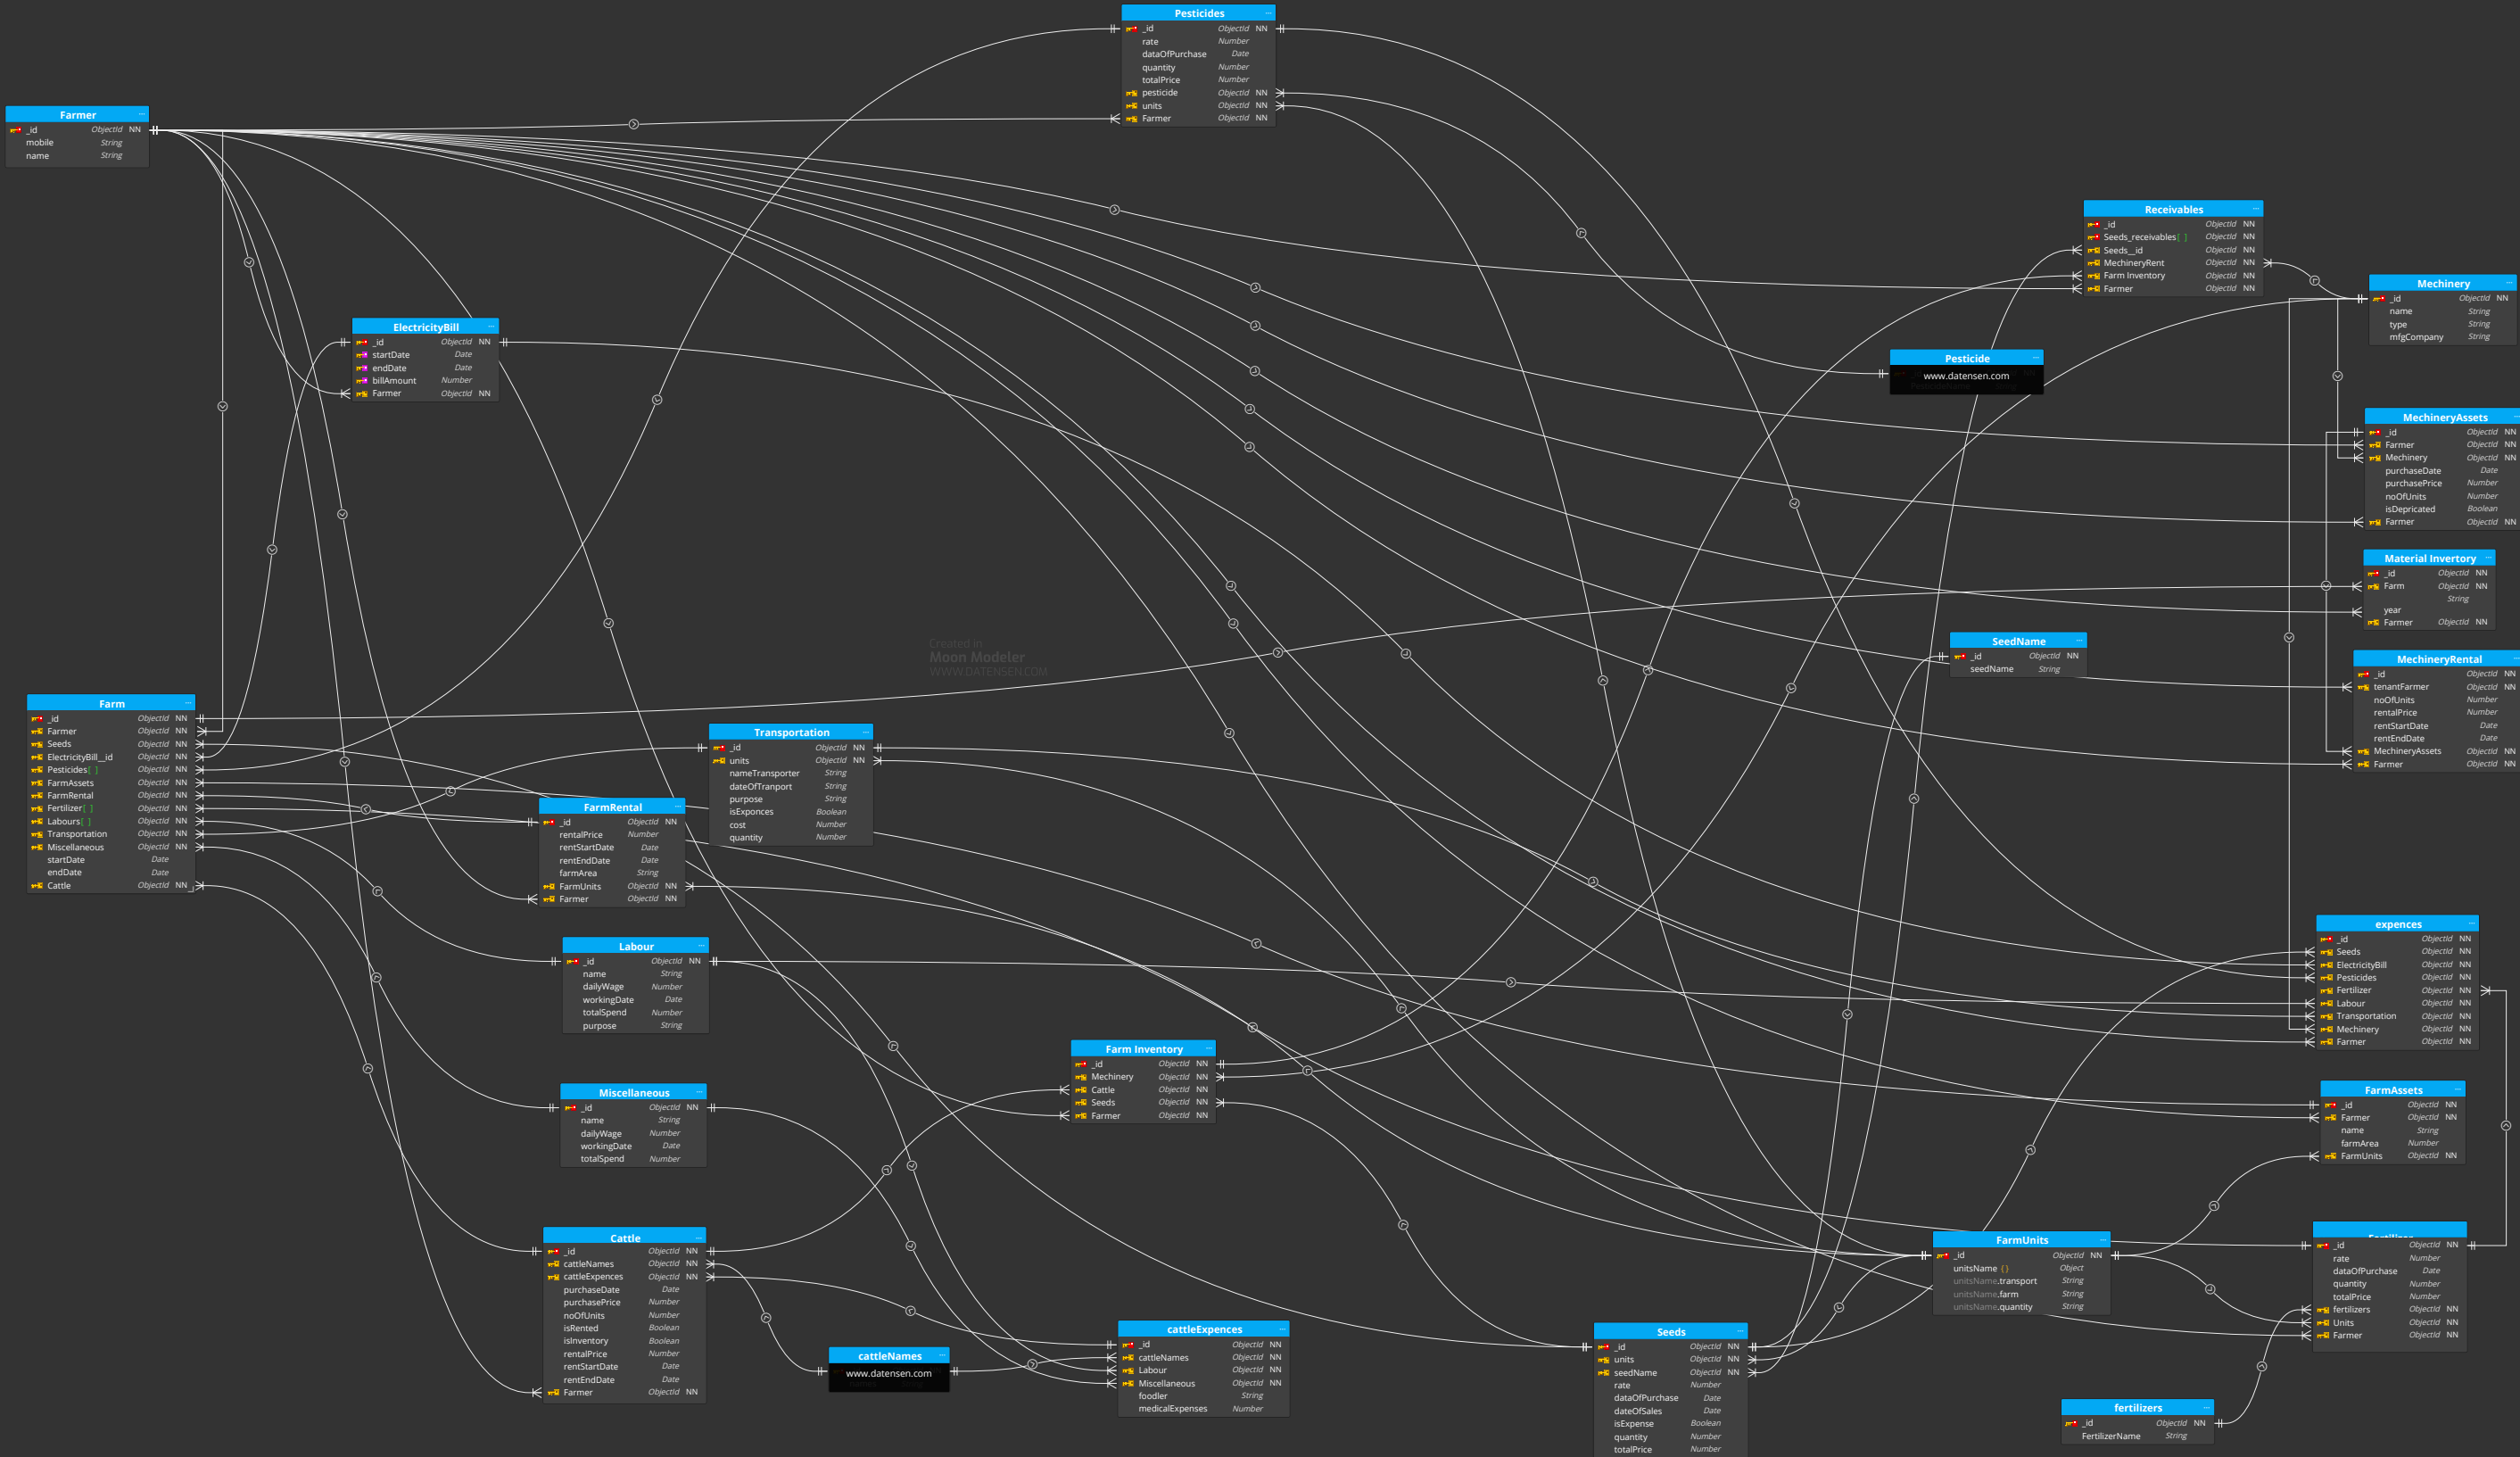 Pesticides
_id ObjectId NN
rate Number
dataOfPurchase Date
quantity Number
totalPrice Number
pesticide ObjectId NN
units ObjectId NN
Farmer ObjectId NN
Farmer
_id ObjectId NN
mobile String
name String
Receivables
_id ObjectId NN
Seeds_receivables[ ] ObjectId NN
Seeds__id ObjectId NN
MechineryRent ObjectId NN
Farm Inventory ObjectId NN
Farmer ObjectId NN
Mechinery
_id ObjectId NN
name String
type String
mfgCompany String
ElectricityBill
_id ObjectId NN
startDate Date
endDate Date
billAmount Number
Farmer ObjectId NN
Pesticide
www.datensen.com
MechineryAssets
_id ObjectId NN
Farmer ObjectId NN
Mechinery ObjectId NN
purchaseDate Date
purchasePrice Number
noOfUnits Number
isDepricated Boolean
Farmer ObjectId NN
Material Invertory
_id ObjectId NN
Farm ObjectId NN
String
year
Farmer ObjectId NN
Created in
Moon Modeler
WWW.DATENSEN.COM
SeedName
_id ObjectId NN
seedName String
MechineryRental
_id ObjectId NN
tenantFarmer ObjectId NN
noOfUnits Number
rentalPrice Number
rentStartDate Date
rentEndDate Date
MechineryAssets ObjectId NN
Farmer ObjectId NN
Farm
_id ObjectId NN
Farmer ObjectId NN
Seeds ObjectId NN
ElectricityBill__id ObjectId NN
Pesticides[ ] ObjectId NN
FarmAssets ObjectId NN
FarmRental ObjectId NN
Fertilizer[ ] ObjectId NN
Labours[ ] ObjectId NN
Transportation ObjectId NN
Miscellaneous ObjectId NN
startDate Date
endDate Date
Cattle ObjectId NN
Transportation
_id ObjectId NN
units ObjectId NN
nameTransporter String
dateOfTranport String
purpose String
isExponces Boolean
cost Number
quantity Number
FarmRental
_id ObjectId NN
rentalPrice Number
rentStartDate Date
rentEndDate Date
farmArea String
FarmUnits ObjectId NN
Farmer ObjectId NN
expences
_id ObjectId NN
Seeds ObjectId NN
ElectricityBill ObjectId NN
Pesticides ObjectId NN
Fertilizer ObjectId NN
Labour ObjectId NN
Transportation ObjectId NN
Mechinery ObjectId NN
Farmer ObjectId NN
Labour
_id ObjectId NN
name String
dailyWage Number
workingDate Date
totalSpend Number
purpose String
Farm Inventory
_id ObjectId NN
Mechinery ObjectId NN
Cattle ObjectId NN
Seeds ObjectId NN
Farmer ObjectId NN
Miscellaneous
_id ObjectId NN
name String
dailyWage Number
workingDate Date
totalSpend Number
FarmAssets
_id ObjectId NN
Farmer ObjectId NN
name String
farmArea Number
FarmUnits ObjectId NN
Cattle
_id ObjectId NN
cattleNames ObjectId NN
cattleExpences ObjectId NN
purchaseDate Date
purchasePrice Number
noOfUnits Number
isRented Boolean
isInventory Boolean
rentalPrice Number
rentStartDate Date
rentEndDate Date
Farmer ObjectId NN
FarmUnits
_id ObjectId NN
unitsName {} Object
unitsName.transport String
unitsName.farm String
unitsName.quantity String
_id ObjectId NN
rate Number
dataOfPurchase Date
quantity Number
totalPrice Number
fertilizers ObjectId NN
Units ObjectId NN
Farmer ObjectId NN
cattleNames
www.datensen.com
cattleExpences
_id ObjectId NN
cattleNames ObjectId NN
Labour ObjectId NN
Miscellaneous ObjectId NN
foodler String
medicalExpenses Number
Seeds
_id ObjectId NN
units ObjectId NN
seedName ObjectId NN
rate Number
dataOfPurchase Date
dateOfSales Date
isExpense Boolean
quantity Number
totalPrice Number
fertilizers
_id ObjectId NN
FertilizerName String